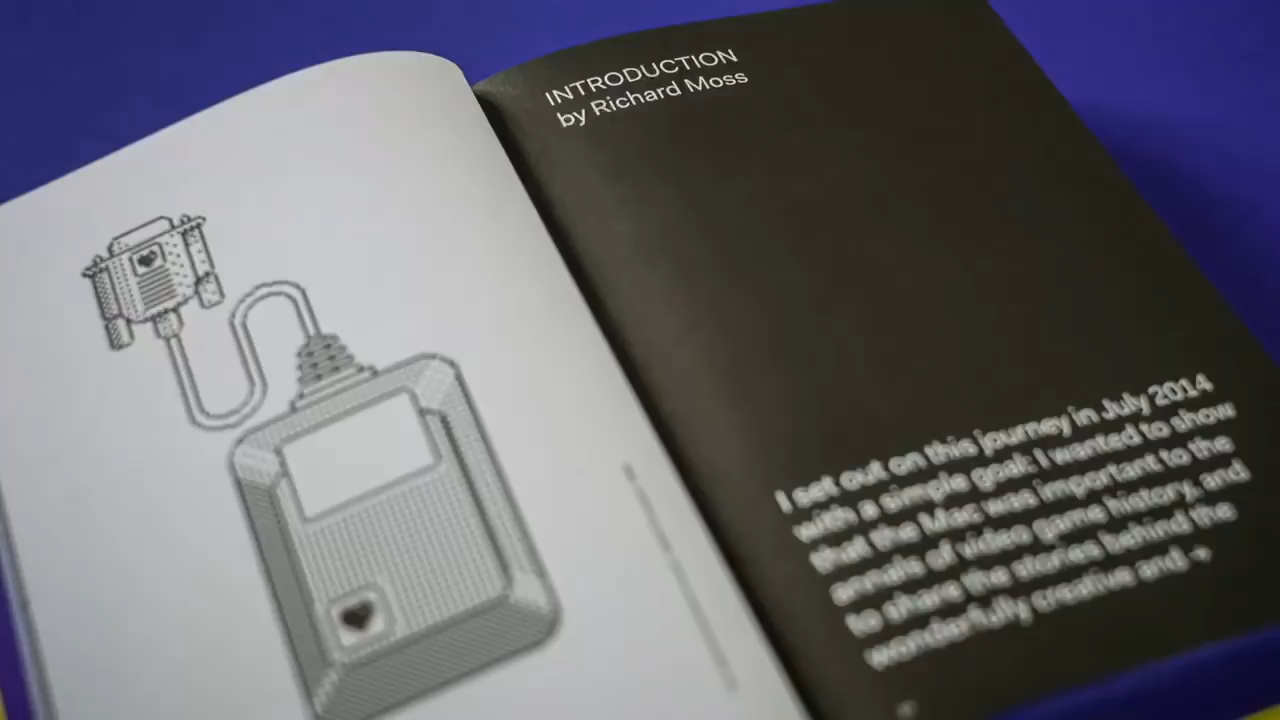 INTRODUCTION
by Richard Moss
I set out on this journey in July 2014
with a simple goal: I wanted to show
that the Mac was important to the
annals of video game history, and
to share the stories behind the
wonderfully creative and →